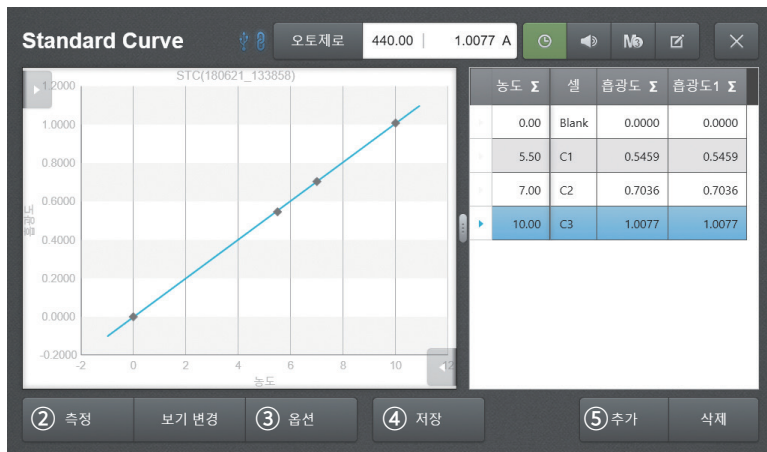 Standard Curve
오토제로
440.00 | 1.0077 A
STC(180621_133858)
1.2000
1.0000
0.8000
0.6000
0.4000
0.2000
0.0000
-0.2000
흡광도
-2 0 2 4 6 8 10 12
농도
농도 Σ 셀 흡광도 Σ 흡광도1 Σ
0.00 Blank 0.0000 0.0000
5.50 C1 0.5459 0.5459
7.00 C2 0.7036 0.7036
10.00 C3 1.0077 1.0077
② 측정 보기 변경 ③ 옵션 ④ 저장 ⑤ 추가 삭제